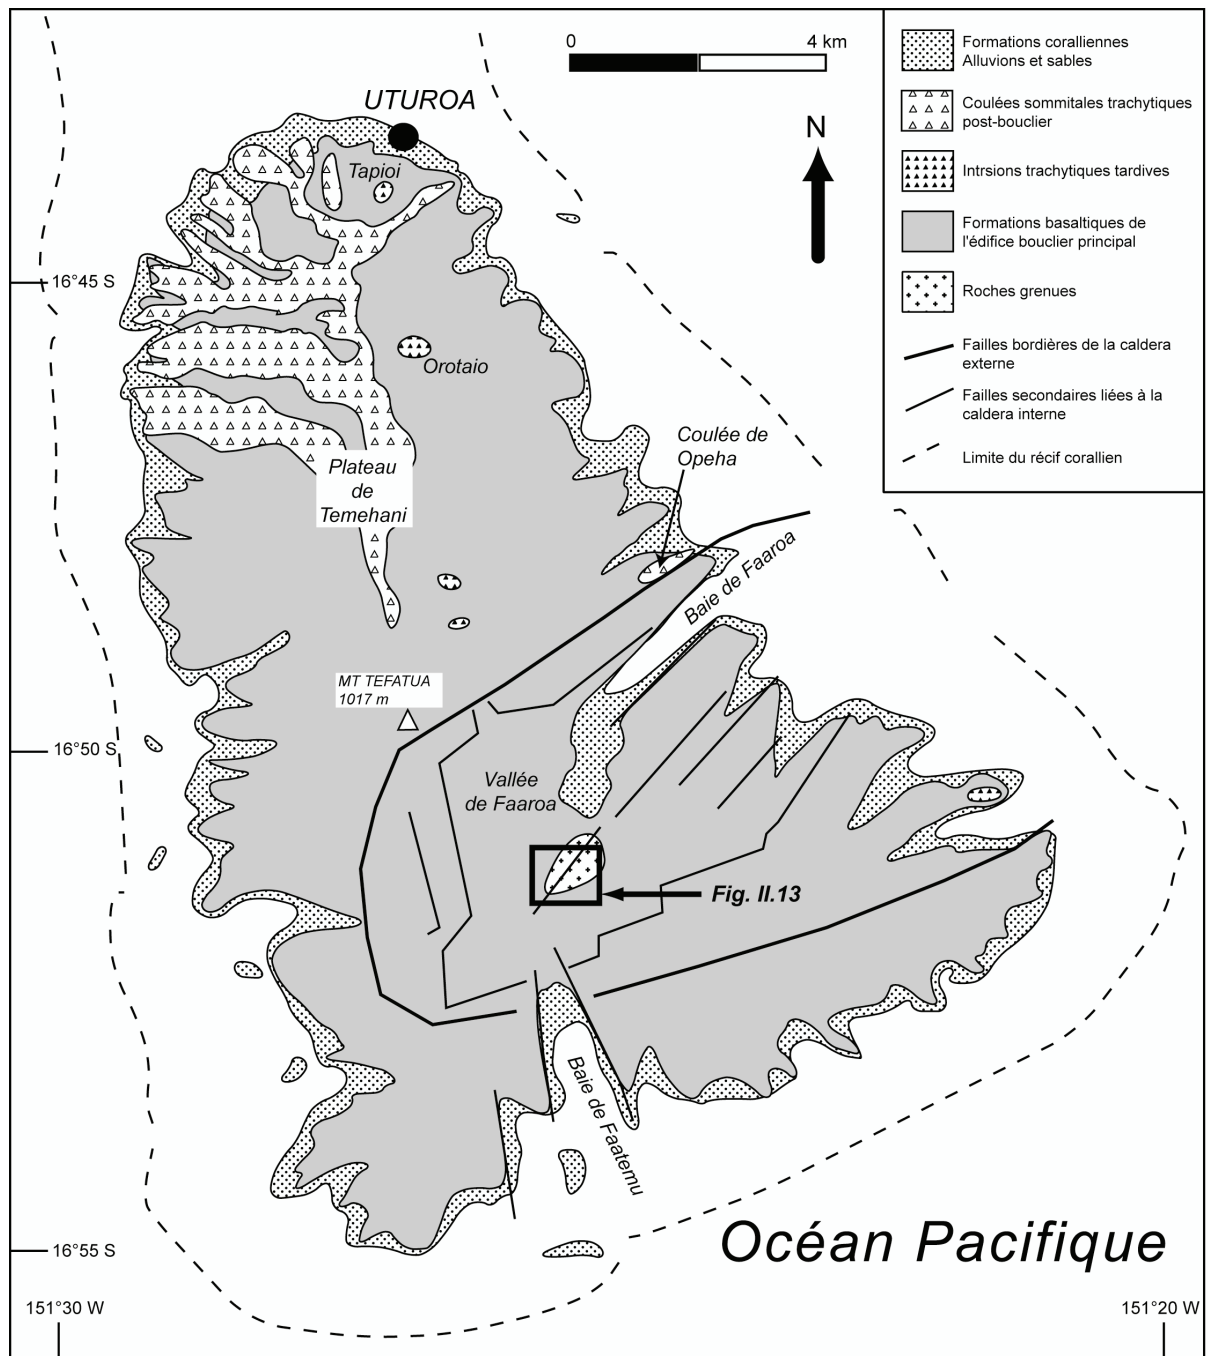 0 4 km
UTUROA
N
Tapioi
16°45 S
Orotaio
Coulée de
Opeha
Plateau
de
Temehani
Baie de Faaroa
MT TEFATUA
1017 m
16°50 S
Vallée
de Faaroa
Fig. II.13
Baie de Faatemu
Océan Pacifique
16°55 S
151°30 W
151°20 W
Formations coralliennes
Alluvions et sables
Coulées sommitales trachytiques
post-bouclier
Intrsions trachytiques tardives
Formations basaltiques de
l'édifice bouclier principal
Roches grenues
Failles bordières de la caldera
externe
Failles secondaires liées à la
caldera interne
Limite du récif corallien